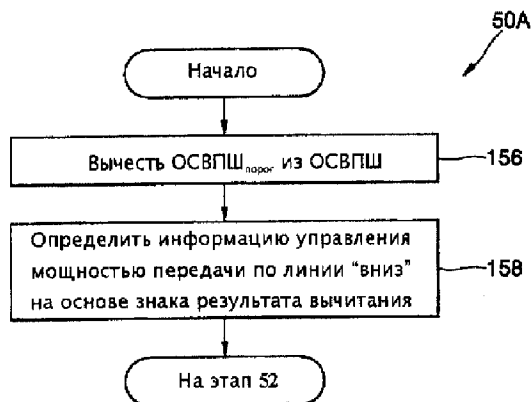 50A
Начало
Вычесть ОСВПШпорог из ОСВПШ
156
Определить информацию управления
мощностью передачи по линии “вниз”
на основе знака результата вычитания
158
На этап 52